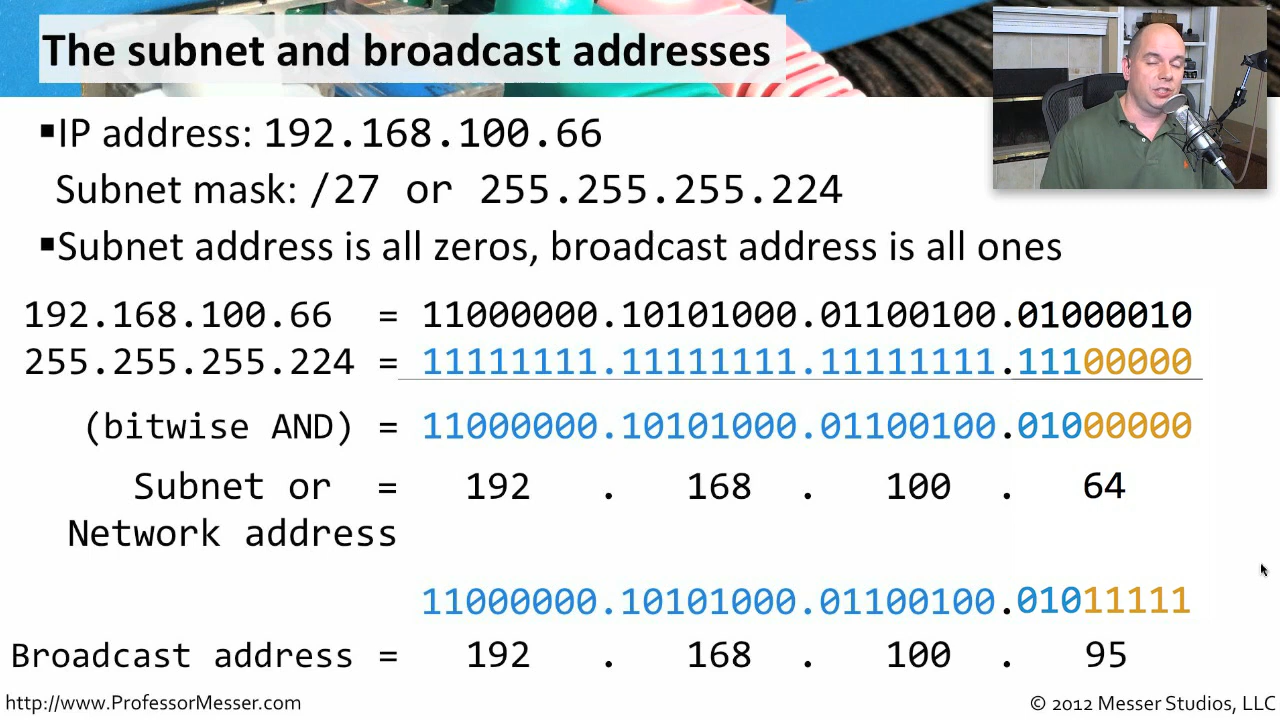 The subnet and broadcast addresses
▪IP address: 192.168.100.66
Subnet mask: /27 or 255.255.255.224
▪Subnet address is all zeros, broadcast address is all ones
192.168.100.66 = 11000000.10101000.01100100.01000010
255.255.255.224 = 11111111.11111111.11111111.11100000
(bitwise AND) = 11000000.10101000.01100100.01000000
Subnet or = 192 . 168 . 100 . 64
Network address
11000000.10101000.01100100.01011111
Broadcast address = 192 . 168 . 100 . 95
http://www.ProfessorMesser.com
© 2012 Messer Studios, LLC